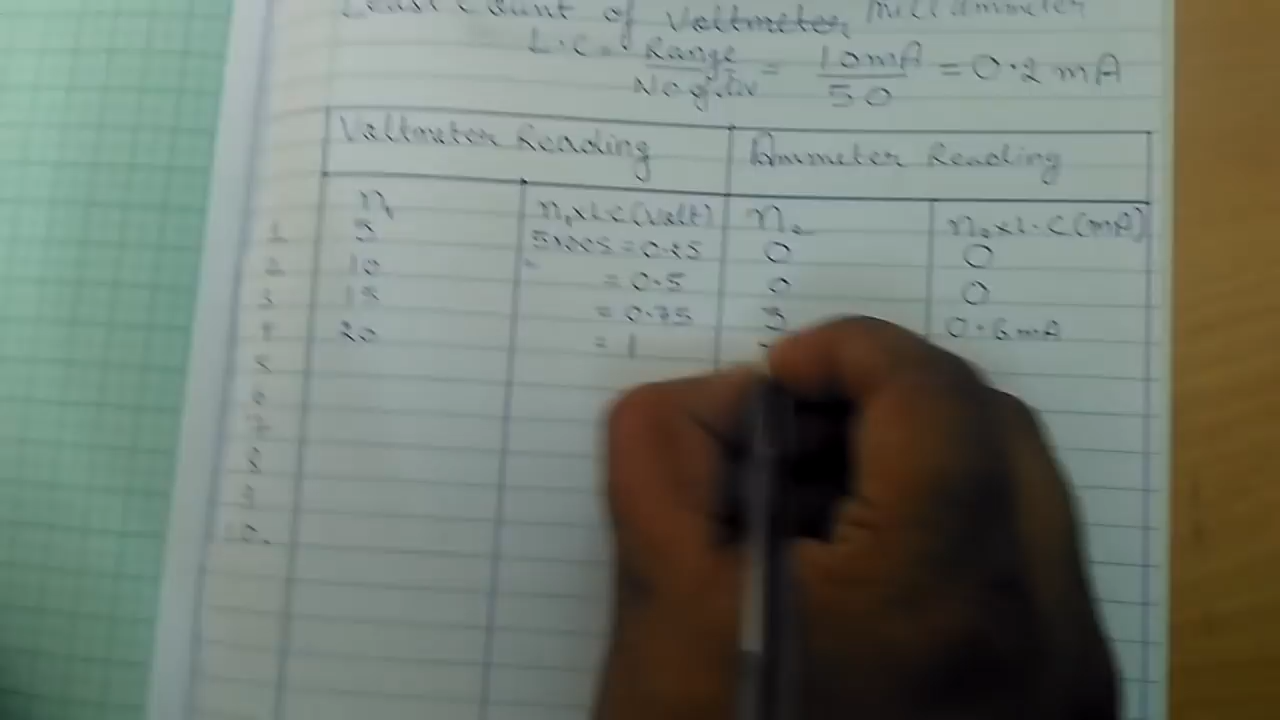 Least count of Voltmeter milliammeter
L.C = Range / No of div = 10mA / 50 = 0.2 mA
Voltmeter Reading Ammeter Reading
n₁ n₁×L.C (Volt) n₂ n₂×L.C (mA)
1 5 5×0.05 = 0.25 0 0
2 10 = 0.5 0 0
3 15 = 0.75 3 0.6mA
4 20 = 1
5
6
7
8
9
10